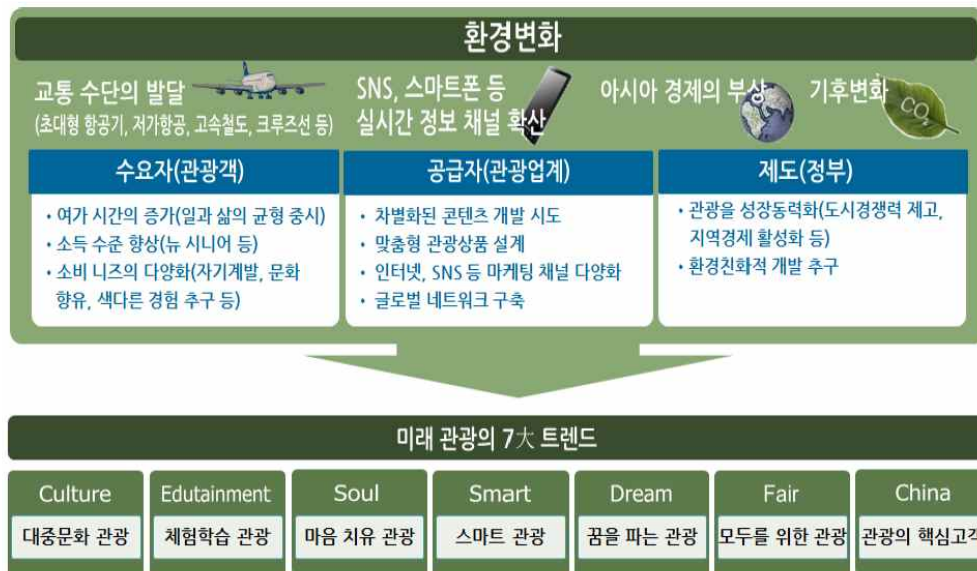 환경변화
교통 수단의 발달
(초대형 항공기, 저가항공, 고속철도, 크루즈선 등)
SNS, 스마트폰 등
실시간 정보 채널 확산
아시아 경제의 부상
기후변화
CO₂
수요자(관광객)
• 여가 시간의 증가(일과 삶의 균형 중시)
• 소득 수준 향상(뉴 시니어 등)
• 소비 니즈의 다양화(자기계발, 문화
향유, 색다른 경험 추구 등)
공급자(관광업계)
• 차별화된 콘텐츠 개발 시도
• 맞춤형 관광상품 설계
• 인터넷, SNS 등 마케팅 채널 다양화
• 글로벌 네트워크 구축
제도(정부)
• 관광을 성장동력화(도시경쟁력 제고,
지역경제 활성화 등)
• 환경친화적 개발 추구
미래 관광의 7大 트렌드
Culture
대중문화 관광
Edutainment
체험학습 관광
Soul
마음 치유 관광
Smart
스마트 관광
Dream
꿈을 파는 관광
Fair
모두를 위한 관광
China
관광의 핵심고객